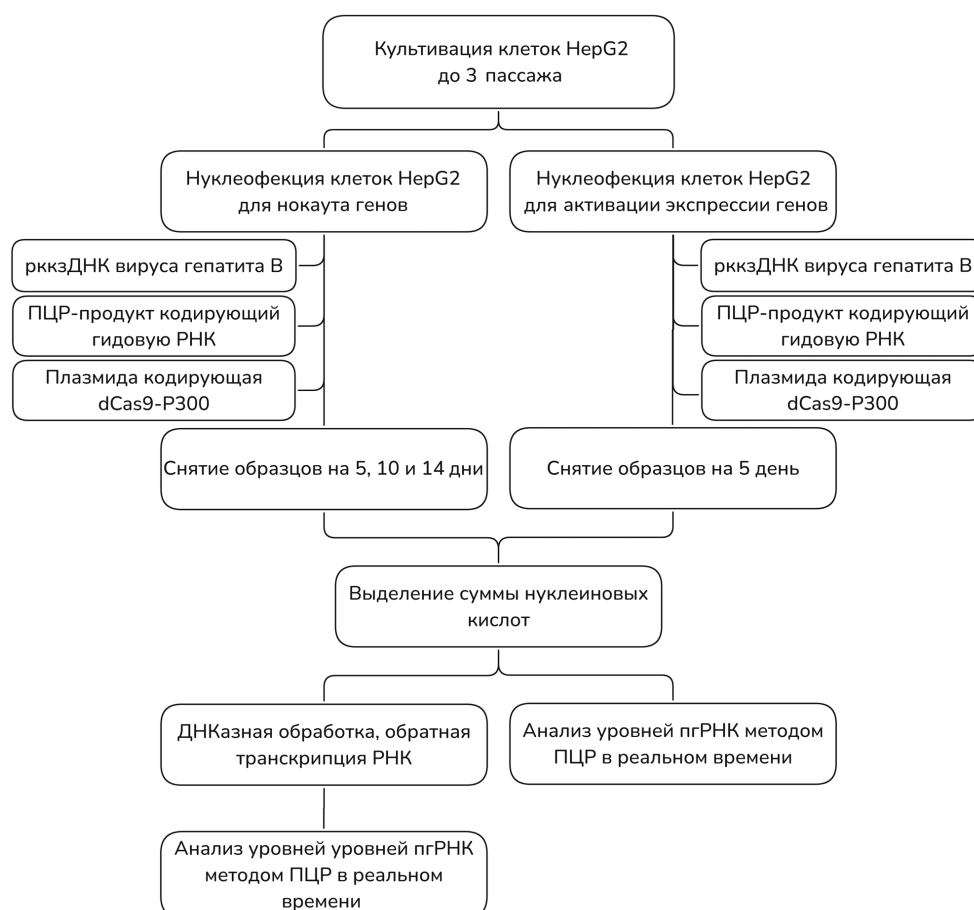 Культивация клеток HepG2
до 3 пассажа
Нуклеофекция клеток HepG2
для нокаута генов
Нуклеофекция клеток HepG2
для активации экспрессии генов
рккзДНК вируса гепатита В
ПЦР-продукт кодирующий
гидовую РНК
Плазмида кодирующая
dCas9-P300
рккзДНК вируса гепатита В
ПЦР-продукт кодирующий
гидовую РНК
Плазмида кодирующая
dCas9-P300
Снятие образцов на 5, 10 и 14 дни
Снятие образцов на 5 день
Выделение суммы нуклеиновых
кислот
ДНКазная обработка, обратная
транскрипция РНК
Анализ уровней пгРНК методом
ПЦР в реальном времени
Анализ уровней уровней пгРНК
методом ПЦР в реальном
времени